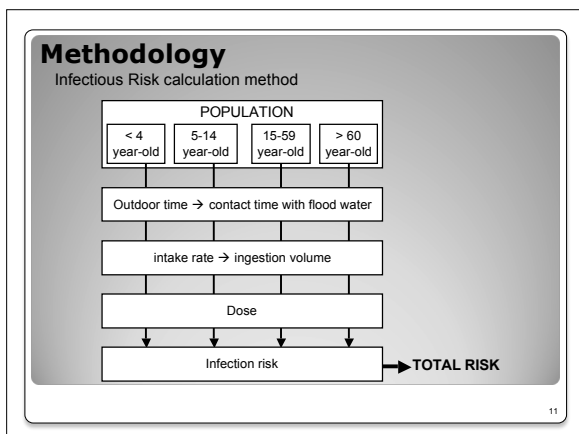 Methodology
Infectious Risk calculation method
POPULATION
< 4
year-old
5-14
year-old
15-59
year-old
> 60
year-old
Outdoor time → contact time with flood water
intake rate → ingestion volume
Dose
Infection risk
TOTAL RISK
11